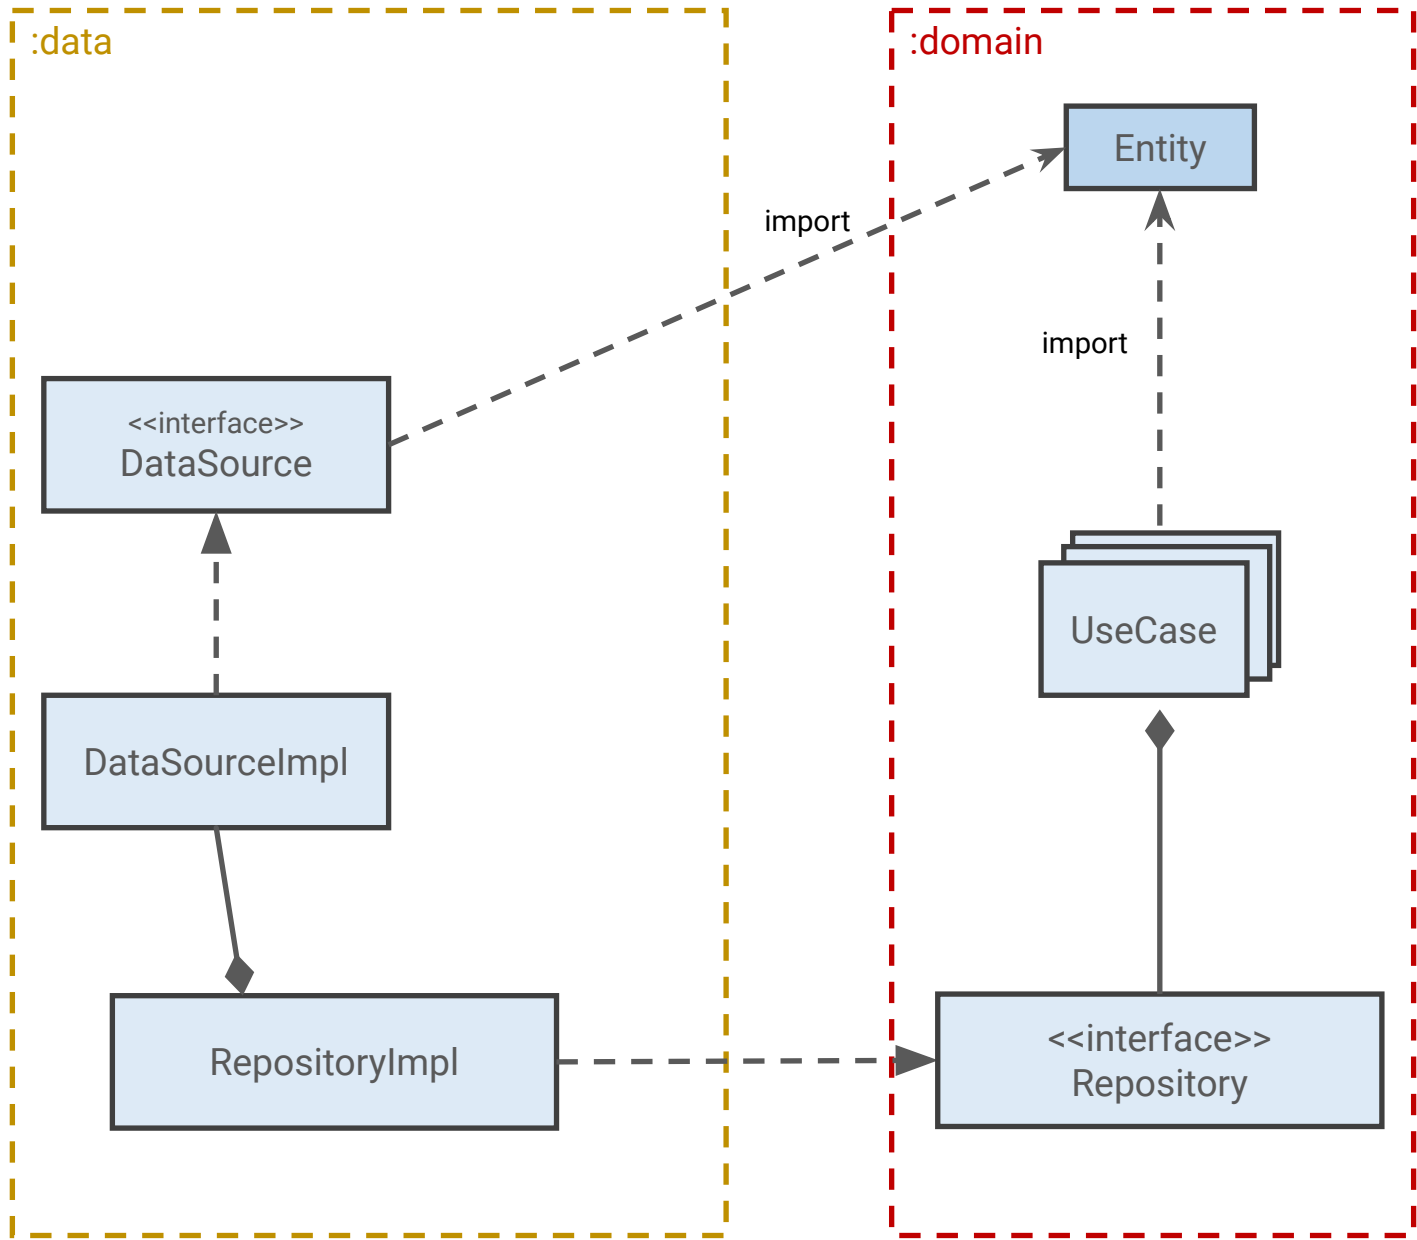 :data
:domain
Entity
import
import
<<interface>>
DataSource
UseCase
DataSourceImpl
RepositoryImpl
<<interface>>
Repository